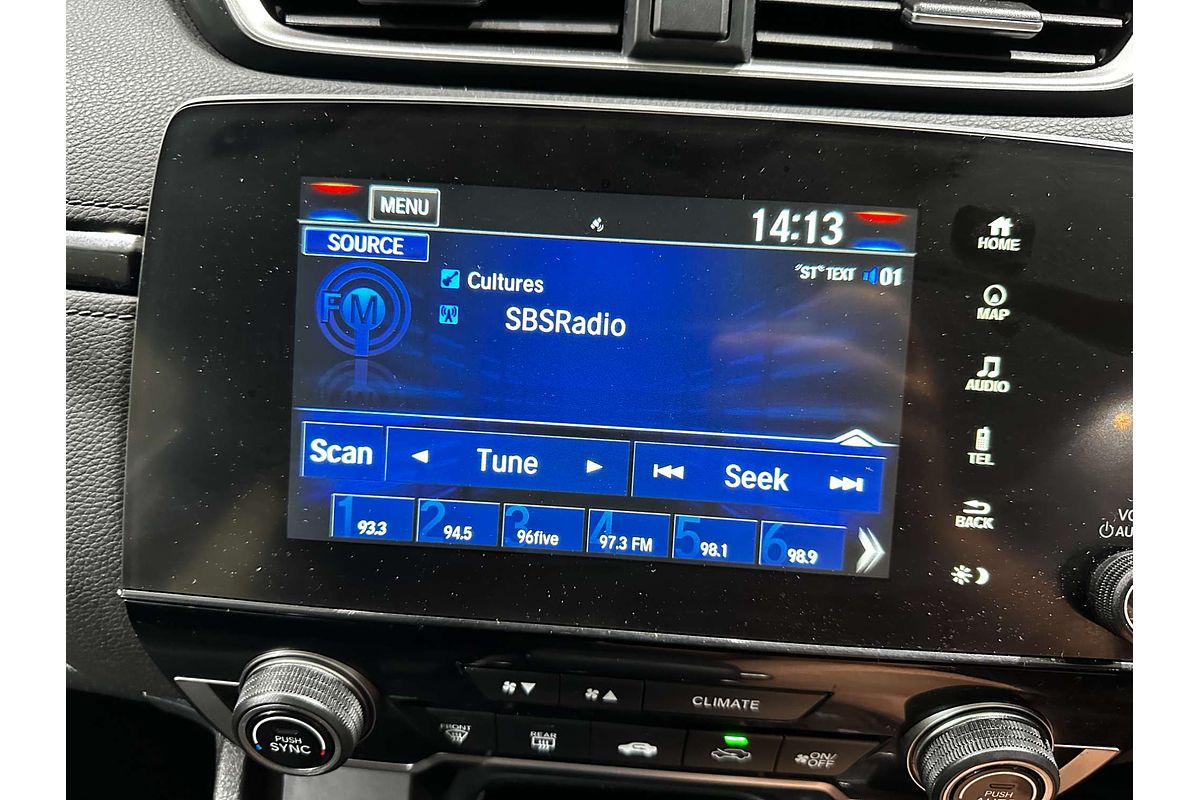 MENU
14:13
SOURCE
FM
Cultures
SBSRadio
ST TEXT 01
Scan
Tune
Seek
1 93.3
2 94.5
3 96five
4 97.3 FM
5 98.1
6 98.9
HOME
MAP
AUDIO
TEL
BACK
CLIMATE
FRONT
REAR
ON/
OFF
PUSH
SYNC
PUSH